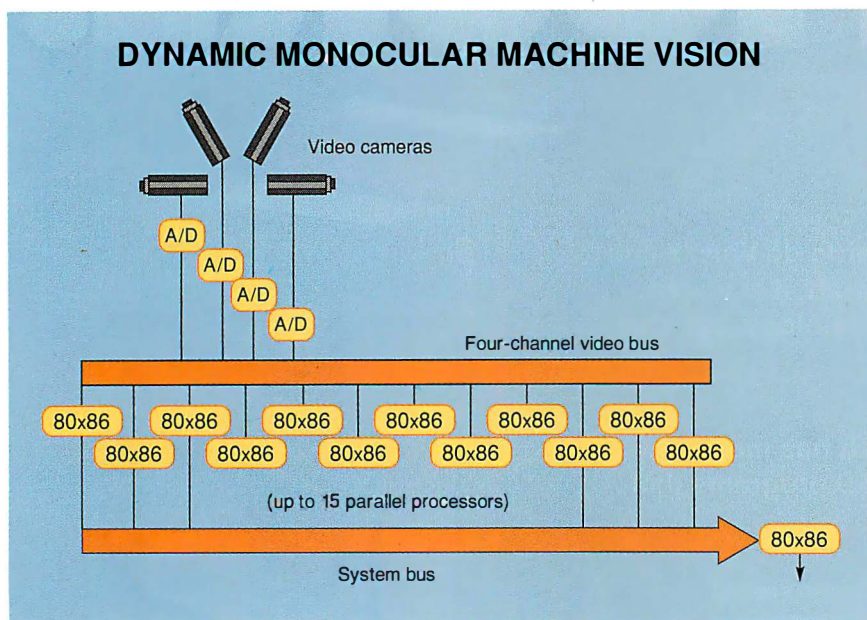 DYNAMIC MONOCULAR MACHINE VISION
Video cameras
A/D
A/D
A/D
A/D
Four-channel video bus
80x86 80x86 80x86 80x86 80x86 80x86
80x86 80x86 80x86 80x86 80x86 80x86
(up to 15 parallel processors)
80x86
System bus